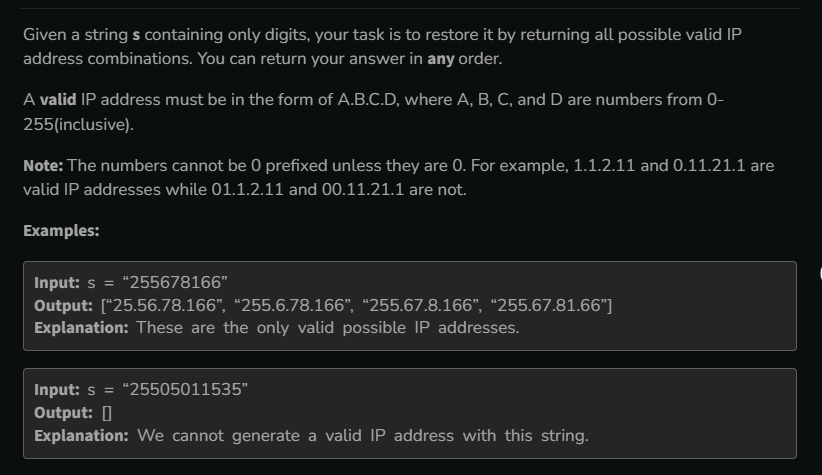 Given a string s containing only digits, your task is to restore it by returning all possible valid IP
address combinations. You can return your answer in any order.
A valid IP address must be in the form of A.B.C.D, where A, B, C, and D are numbers from 0-
255(inclusive).
Note: The numbers cannot be 0 prefixed unless they are 0. For example, 1.1.2.11 and 0.11.21.1 are
valid IP addresses while 01.1.2.11 and 00.11.21.1 are not.
Examples:
Input: s = “255678166”
Output: [“25.56.78.166”, “255.6.78.166”, “255.67.8.166”, “255.67.81.66”]
Explanation: These are the only valid possible IP addresses.
Input: s = “25505011535”
Output: []
Explanation: We cannot generate a valid IP address with this string.